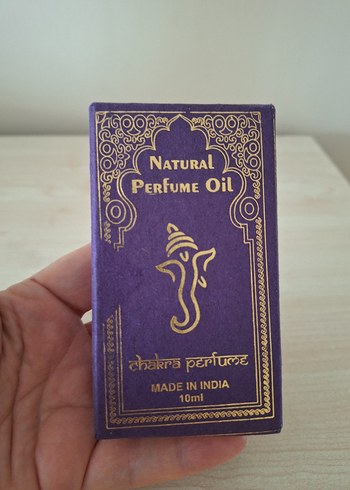 Natural
Perfume Oil
chakra perfume
MADE IN INDIA
10ml